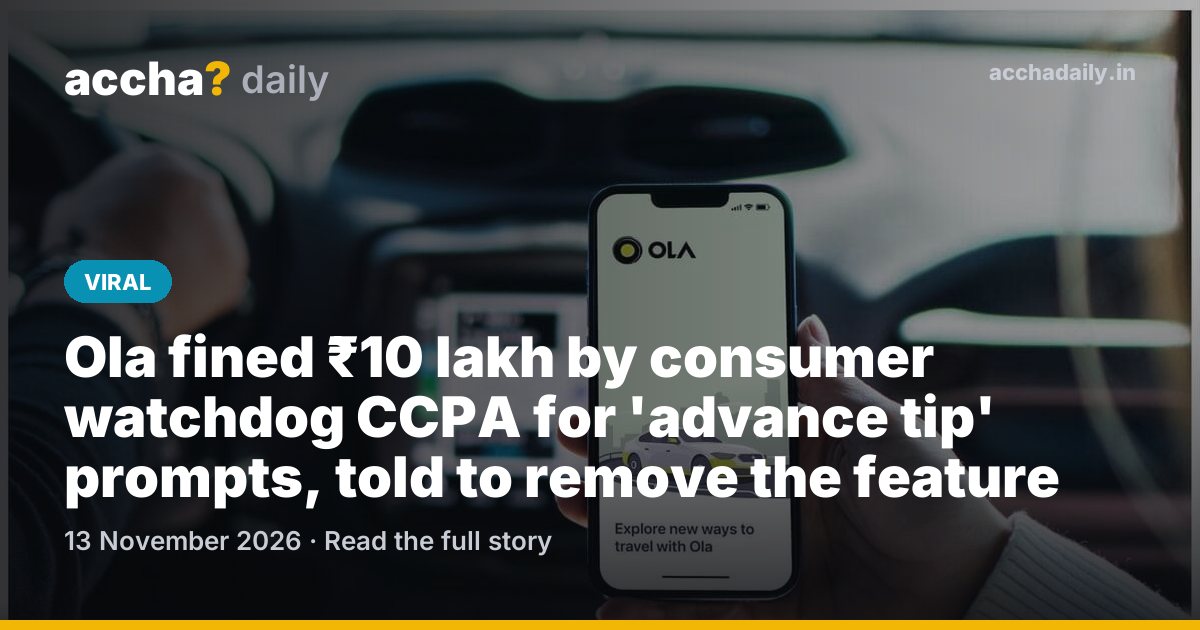 accha? daily
acchadaily.in
OLA
VIRAL
Ola fined ₹10 lakh by consumer
watchdog CCPA for 'advance tip'
prompts, told to remove the feature
13 November 2026 · Read the full story
Explore new ways to
travel with Ola